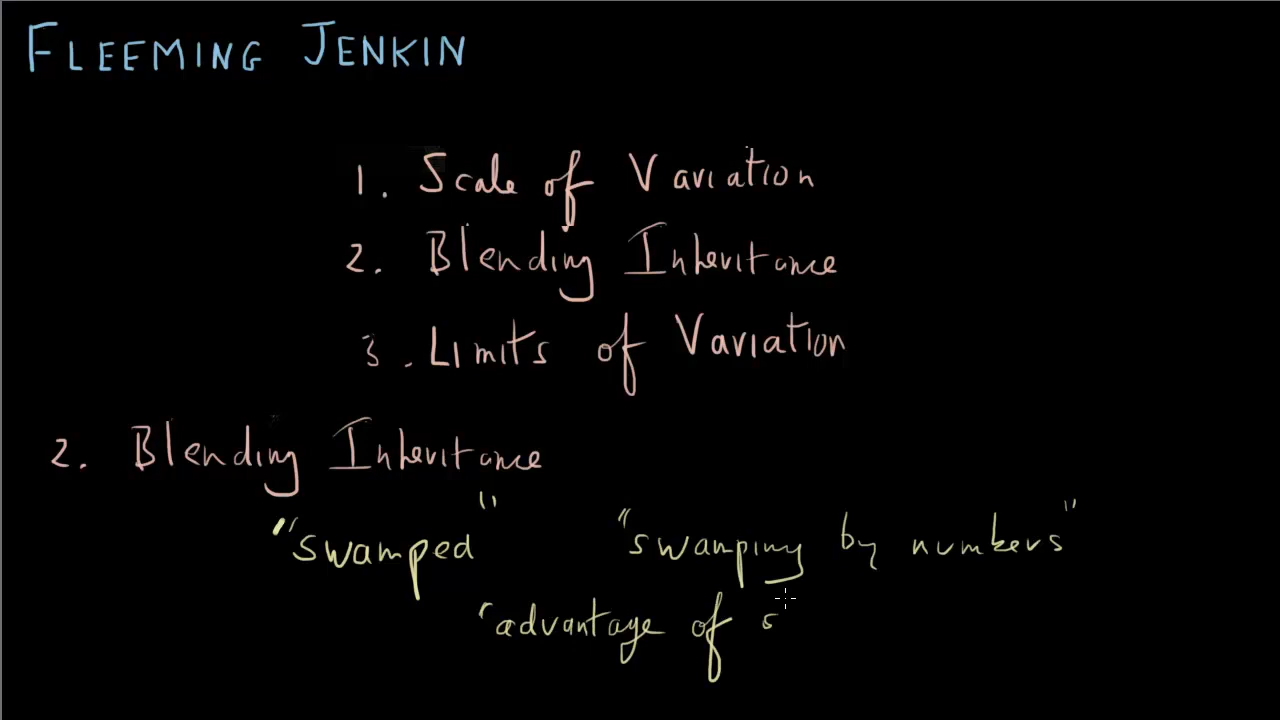 FLEEMING JENKIN
1. Scale of Variation
2. Blending Inheritance
3. Limits of Variation
2. Blending Inheritance
"swamped" "swamping by numbers"
"advantage of s